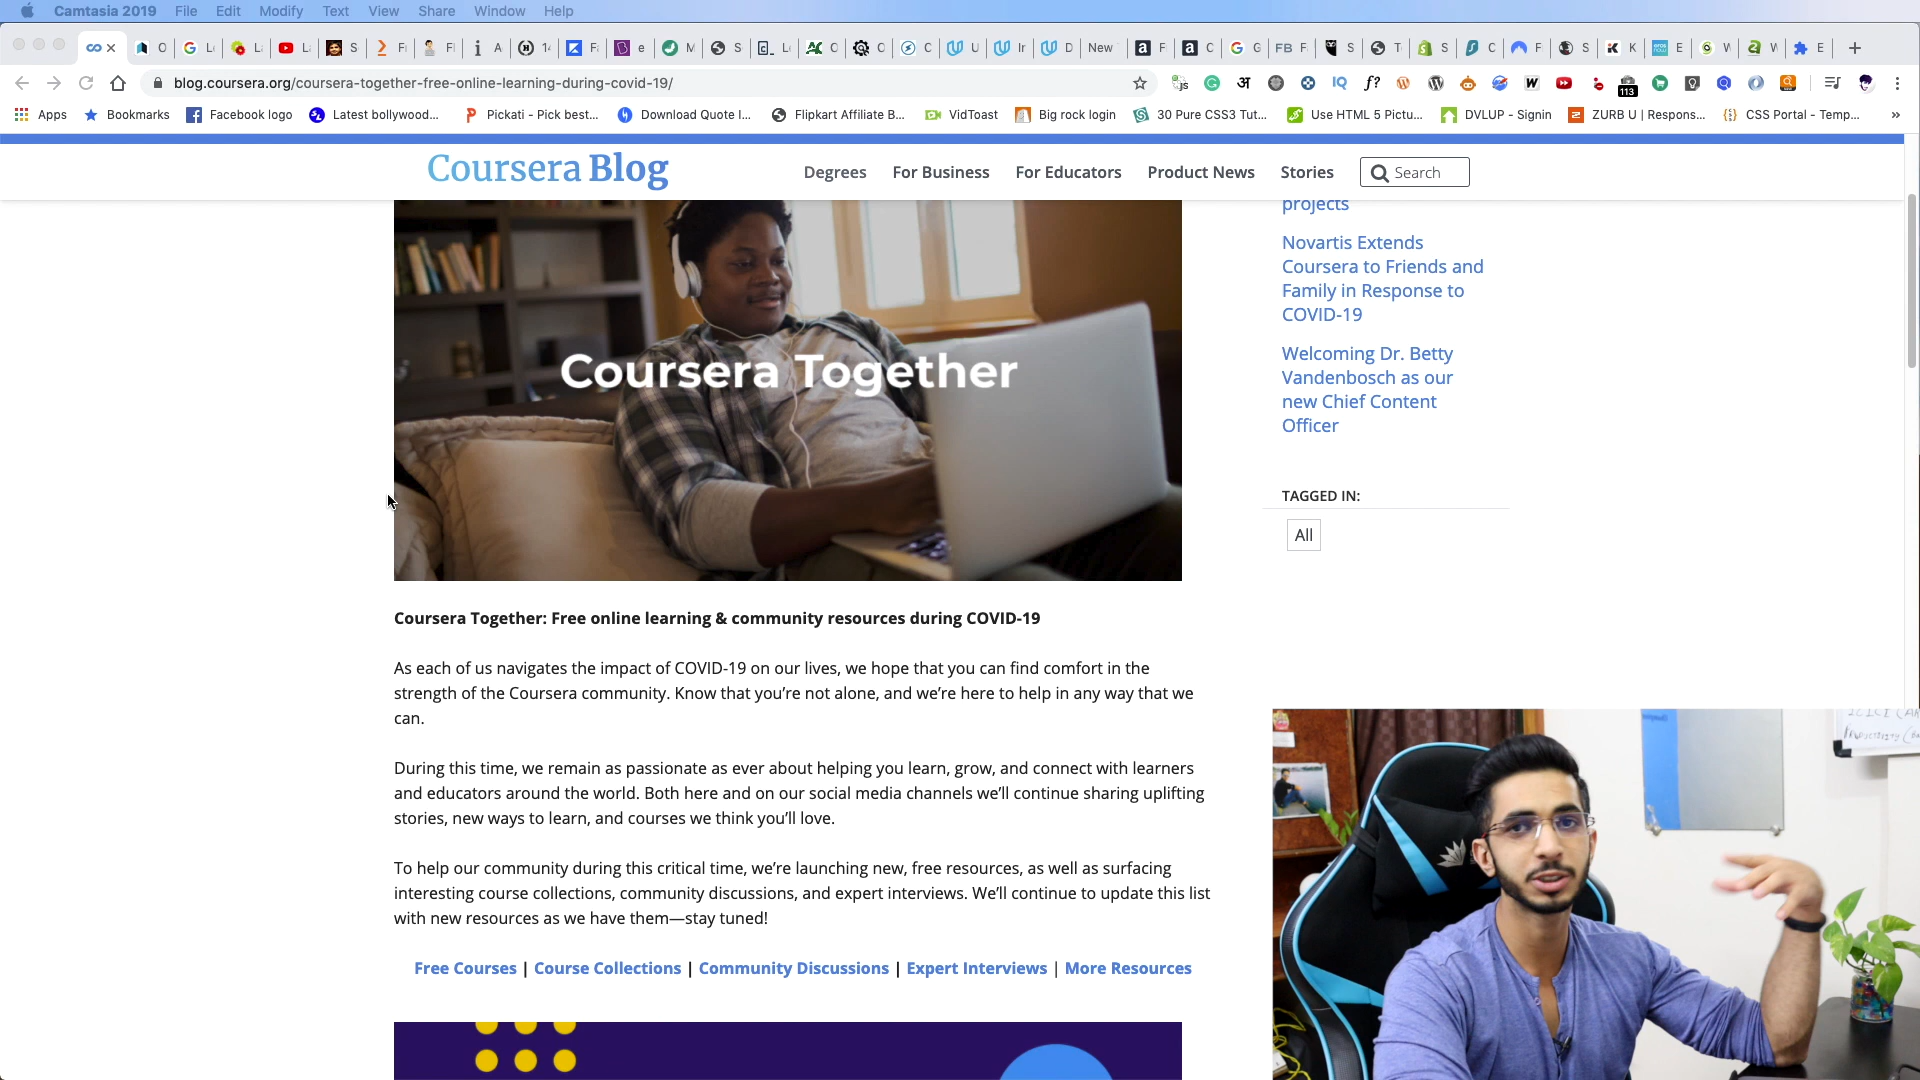 Camtasia 2019 File Edit Modify Text View Share Window Help
blog.coursera.org/coursera-together-free-online-learning-during-covid-19/
Apps Bookmarks Facebook logo Latest bollywood... Pickati - Pick best... Download Quote I... Flipkart Affiliate B... VidToast Big rock login 30 Pure CSS3 Tut... Use HTML 5 Pictu... DVLUP - Signin ZURB U | Respons... CSS Portal - Temp... »
Coursera Blog
Degrees For Business For Educators Product News Stories Search
projects
Novartis Extends
Coursera to Friends and
Family in Response to
COVID-19
Welcoming Dr. Betty
Vandenbosch as our
new Chief Content
Officer
TAGGED IN:
All
Coursera Together
Coursera Together: Free online learning & community resources during COVID-19
As each of us navigates the impact of COVID-19 on our lives, we hope that you can find comfort in the
strength of the Coursera community. Know that you’re not alone, and we’re here to help in any way that we
can.
During this time, we remain as passionate as ever about helping you learn, grow, and connect with learners
and educators around the world. Both here and on our social media channels we’ll continue sharing uplifting
stories, new ways to learn, and courses we think you’ll love.
To help our community during this critical time, we’re launching new, free resources, as well as surfacing
interesting course collections, community discussions, and expert interviews. We’ll continue to update this list
with new resources as we have them—stay tuned!
Free Courses | Course Collections | Community Discussions | Expert Interviews | More Resources